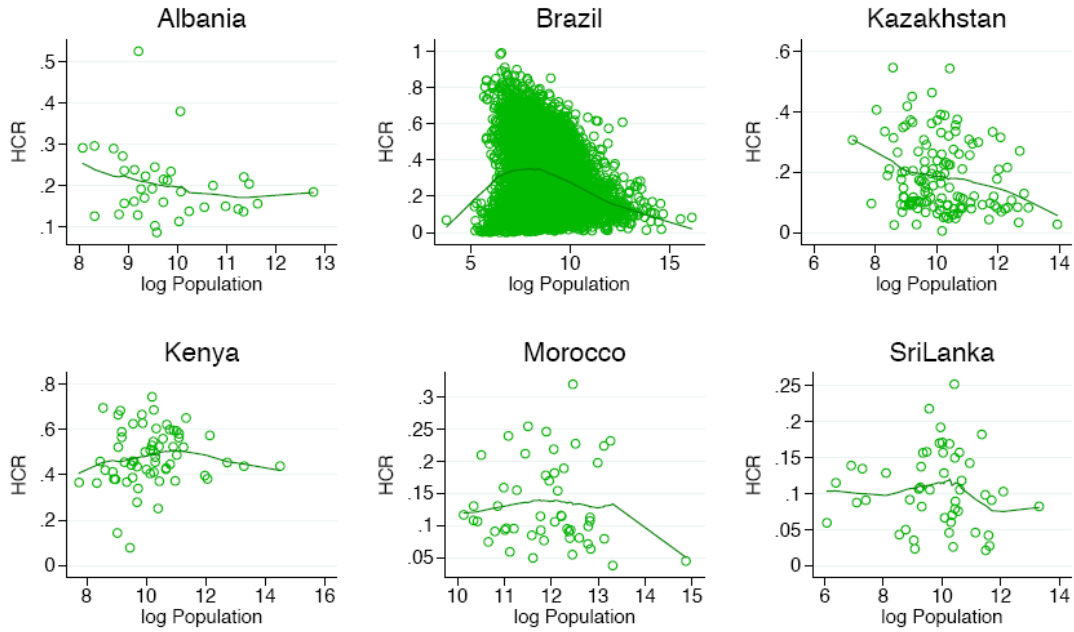 Albania
HCR
.5
.4
.3
.2
.1
8 9 10 11 12 13
log Population
Brazil
HCR
1
.8
.6
.4
.2
0
5 10 15
log Population
Kazakhstan
HCR
.6
.4
.2
0
6 8 10 12 14
log Population
Kenya
HCR
.8
.6
.4
.2
0
8 10 12 14 16
log Population
Morocco
HCR
.3
.25
.2
.15
.1
.05
10 11 12 13 14 15
log Population
SriLanka
HCR
.25
.2
.15
.1
.05
0
6 8 10 12 14
log Population